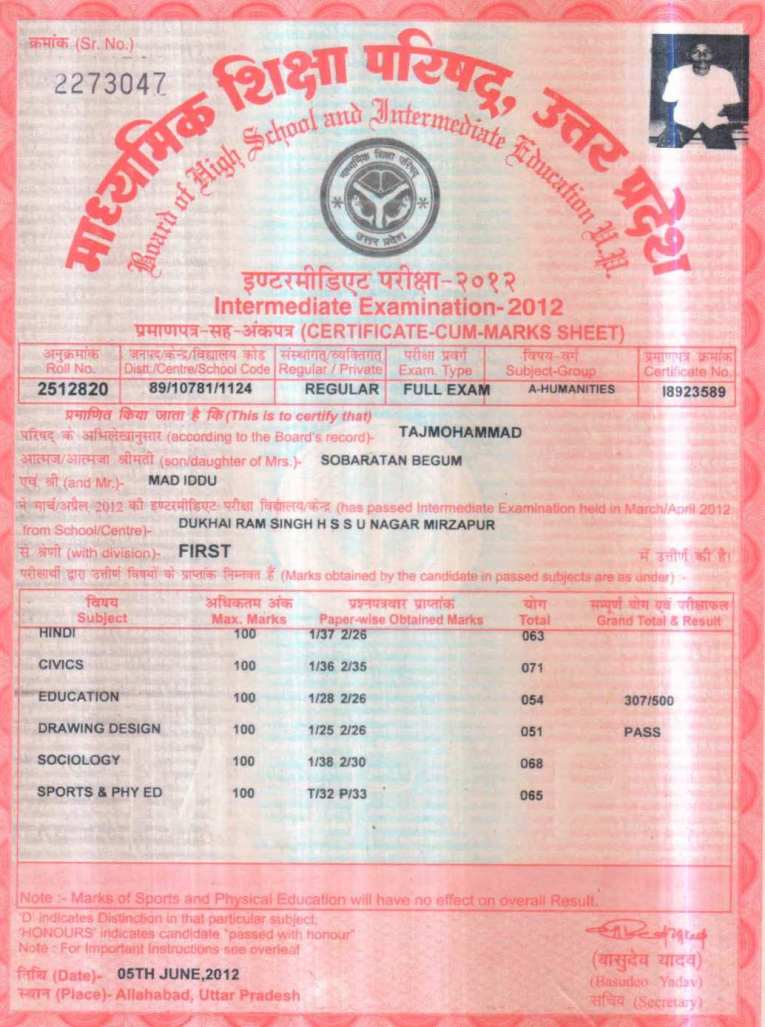 क्रमांक (Sr. No.)
2273047
माध्यमिक शिक्षा परिषद्, उत्तर प्रदेश
Board of High School and Intermediate Education U.P.
माध्यमिक शिक्षा परिषद्
उत्तर प्रदेश
इण्टरमीडिएट परीक्षा-२०१२
Intermediate Examination-2012
प्रमाणपत्र-सह-अंकपत्र (CERTIFICATE-CUM-MARKS SHEET)
अनुक्रमांक जनपद/केन्द्र/विद्यालय कोड संस्थागत/व्यक्तिगत परीक्षा प्रवर्ग विषय-वर्ग प्रमाणपत्र क्रमांक
Roll No. Distt./Centre/School Code Regular / Private Exam. Type Subject-Group Certificate No.
2512820 89/10781/1124 REGULAR FULL EXAM A-HUMANITIES I8923589
प्रमाणित किया जाता है कि (This is to certify that)
परिषद के अभिलेखानुसार (according to the Board's record)- TAJMOHAMMAD
आत्मज/आत्मजा श्रीमती (son/daughter of Mrs.)- SOBARATAN BEGUM
एवं श्री (and Mr.)- MAD IDDU
ने मार्च/अप्रैल 2012 की इण्टरमीडिएट परीक्षा विद्यालय/केन्द्र (has passed Intermediate Examination held in March/April 2012
from School/Centre)- DUKHAI RAM SINGH H S S U NAGAR MIRZAPUR
से श्रेणी (with division)- FIRST में उत्तीर्ण की है।
परीक्षार्थी द्वारा उत्तीर्ण विषयों के प्राप्तांक निम्नवत हैं (Marks obtained by the candidate in passed subjects are as under) :-
विषय अधिकतम अंक प्रश्नपत्रवार प्राप्तांक योग सम्पूर्ण योग एवं परीक्षाफल
Subject Max. Marks Paper-wise Obtained Marks Total Grand Total & Result
HINDI 100 1/37 2/26 063
CIVICS 100 1/36 2/35 071
EDUCATION 100 1/28 2/26 054 307/500
DRAWING DESIGN 100 1/25 2/26 051 PASS
SOCIOLOGY 100 1/38 2/30 068
SPORTS & PHY ED 100 T/32 P/33 065
Note :- Marks of Sports and Physical Education will have no effect on overall Result.
'D' indicates Distinction in that particular subject.
'HONOURS' indicates candidate "passed with honour"
Note : For Important Instructions see overleaf
(बासुदेव यादव)
(Basudeo Yadav)
सचिव (Secretary)
तिथि (Date)- 05TH JUNE,2012
स्थान (Place)- Allahabad, Uttar Pradesh